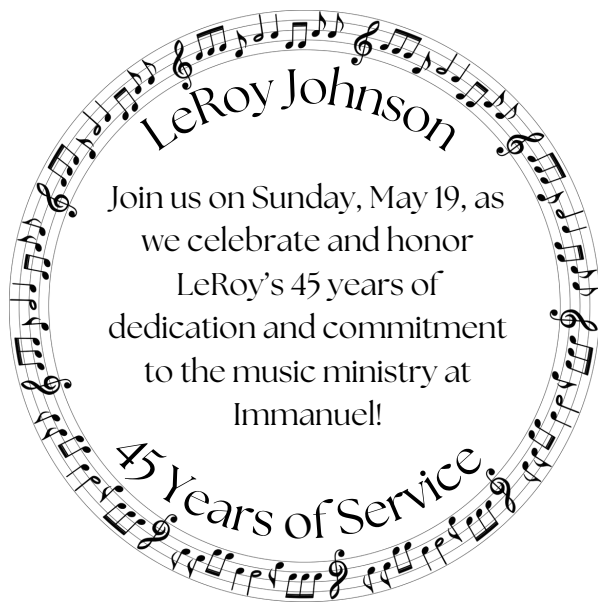 LeRoy Johnson
Join us on Sunday, May 19, as
we celebrate and honor
LeRoy’s 45 years of
dedication and commitment
to the music ministry at
Immanuel!
45 Years of Service